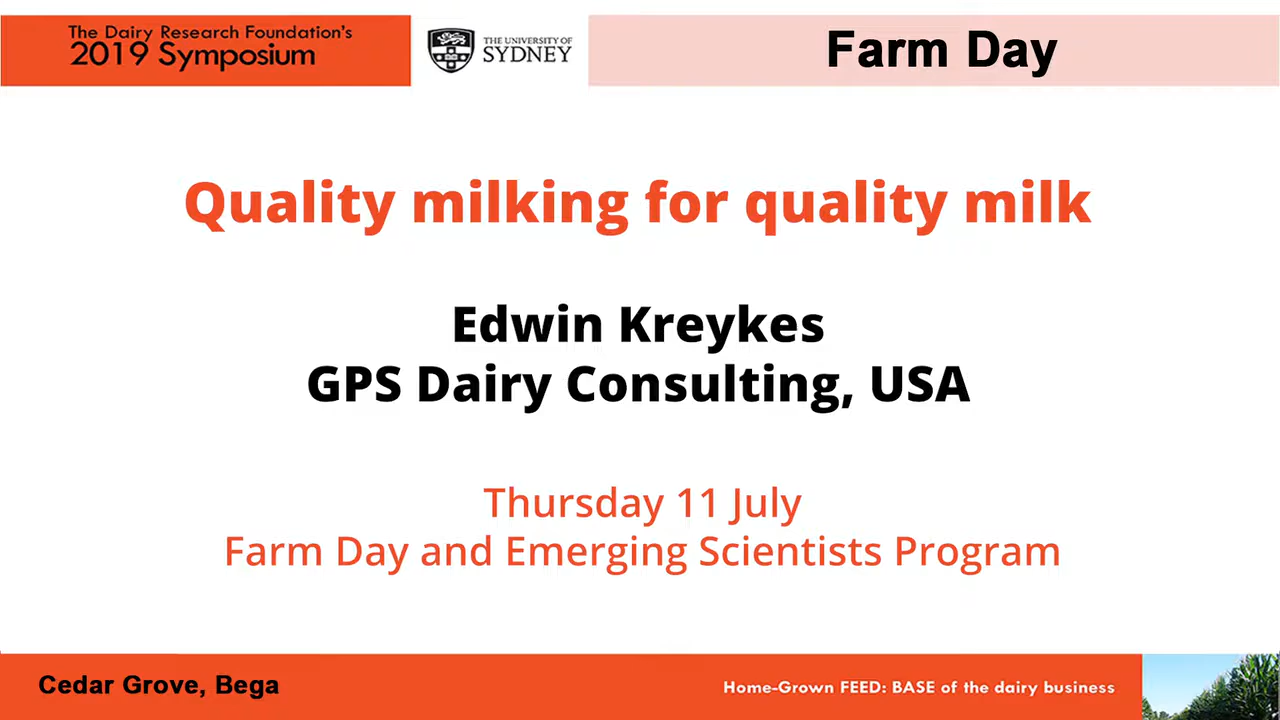 The Dairy Research Foundation's
2019 Symposium
THE UNIVERSITY OF
SYDNEY
Farm Day
Quality milking for quality milk
Edwin Kreykes
GPS Dairy Consulting, USA
Thursday 11 July
Farm Day and Emerging Scientists Program
Cedar Grove, Bega
Home-Grown FEED: BASE of the dairy business